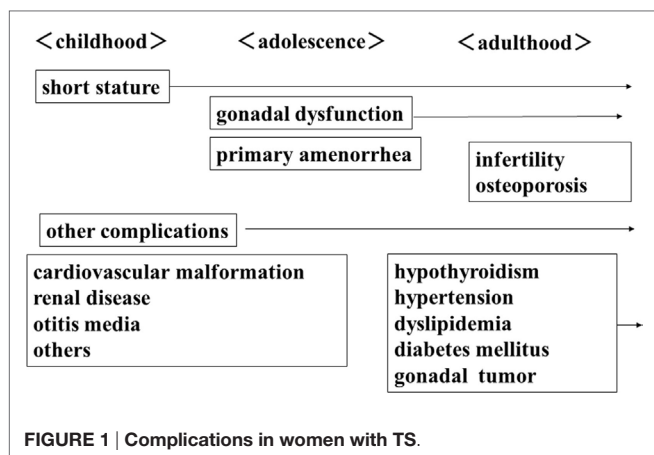 ＜childhood＞ ＜adolescence＞ ＜adulthood＞
short stature
gonadal dysfunction
primary amenorrhea
infertility
osteoporosis
other complications
cardiovascular malformation
renal disease
otitis media
others
hypothyroidism
hypertension
dyslipidemia
diabetes mellitus
gonadal tumor
FIGURE 1 | Complications in women with TS.